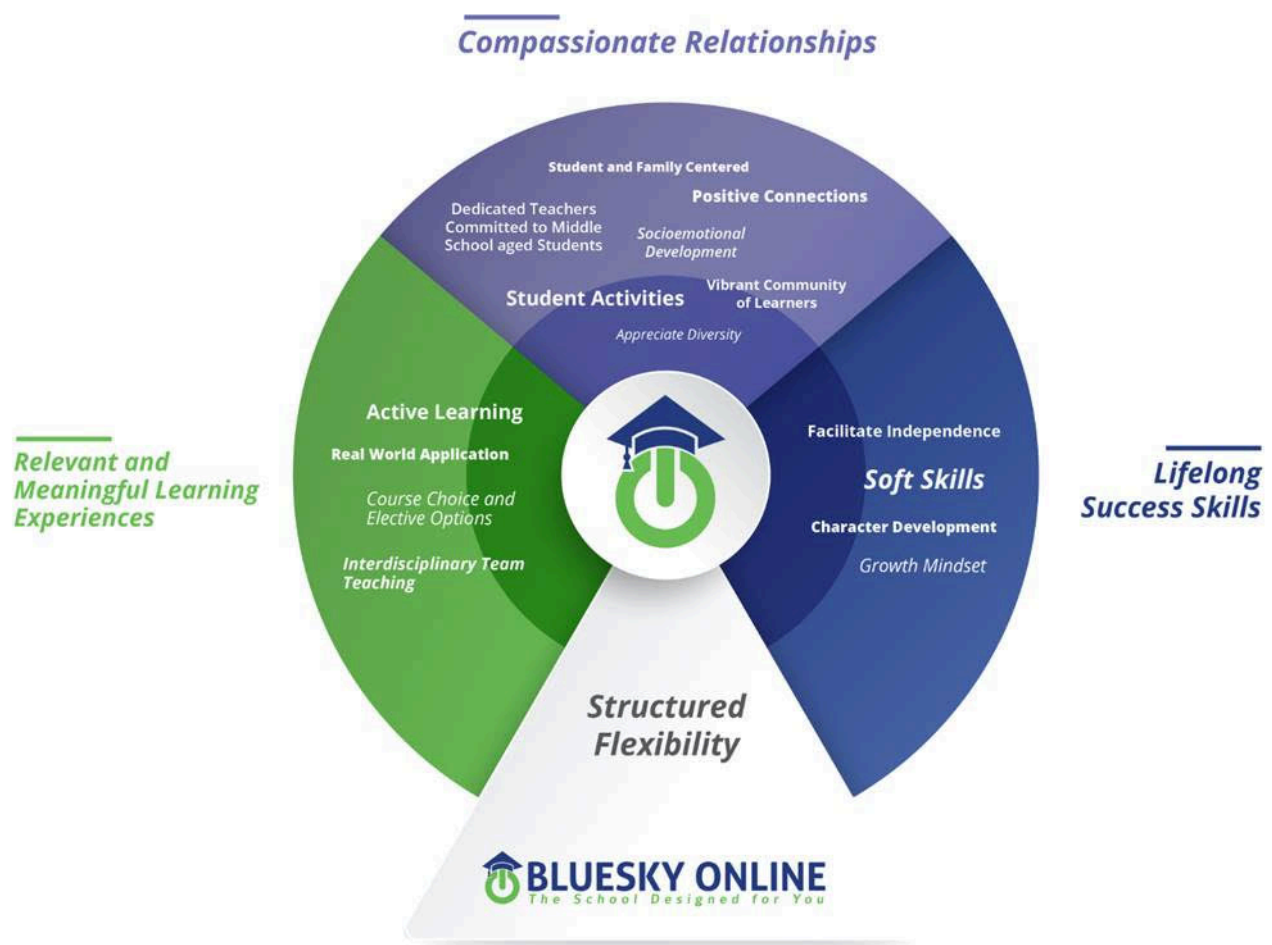 Compassionate Relationships
Student and Family Centered
Positive Connections
Dedicated Teachers
Committed to Middle
School aged Students
Socioemotional
Development
Student Activities
Vibrant Community
of Learners
Appreciate Diversity
Relevant and
Meaningful Learning
Experiences
Active Learning
Real World Application
Course Choice and
Elective Options
Interdisciplinary Team
Teaching
Facilitate Independence
Soft Skills
Character Development
Growth Mindset
Lifelong
Success Skills
Structured
Flexibility
BLUESKY ONLINE
The School Designed for You